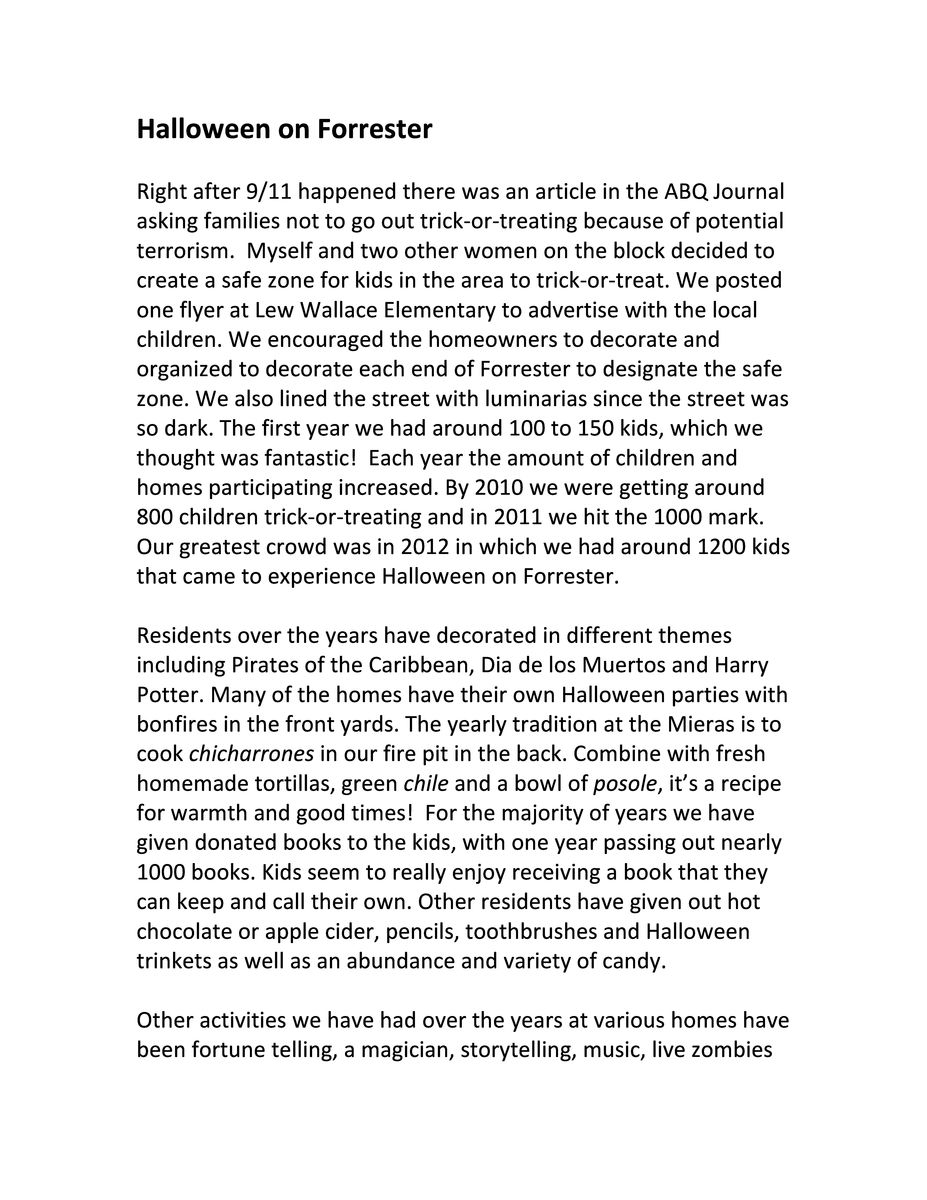 Halloween on Forrester
Right after 9/11 happened there was an article in the ABQ Journal
asking families not to go out trick-or-treating because of potential
terrorism.  Myself and two other women on the block decided to
create a safe zone for kids in the area to trick-or-treat. We posted
one flyer at Lew Wallace Elementary to advertise with the local
children. We encouraged the homeowners to decorate and
organized to decorate each end of Forrester to designate the safe
zone. We also lined the street with luminarias since the street was
so dark. The first year we had around 100 to 150 kids, which we
thought was fantastic!  Each year the amount of children and
homes participating increased. By 2010 we were getting around
800 children trick-or-treating and in 2011 we hit the 1000 mark.
Our greatest crowd was in 2012 in which we had around 1200 kids
that came to experience Halloween on Forrester.
Residents over the years have decorated in different themes
including Pirates of the Caribbean, Dia de los Muertos and Harry
Potter. Many of the homes have their own Halloween parties with
bonfires in the front yards. The yearly tradition at the Mieras is to
cook chicharrones in our fire pit in the back. Combine with fresh
homemade tortillas, green chile and a bowl of posole, it’s a recipe
for warmth and good times!  For the majority of years we have
given donated books to the kids, with one year passing out nearly
1000 books. Kids seem to really enjoy receiving a book that they
can keep and call their own. Other residents have given out hot
chocolate or apple cider, pencils, toothbrushes and Halloween
trinkets as well as an abundance and variety of candy.
Other activities we have had over the years at various homes have
been fortune telling, a magician, storytelling, music, live zombies